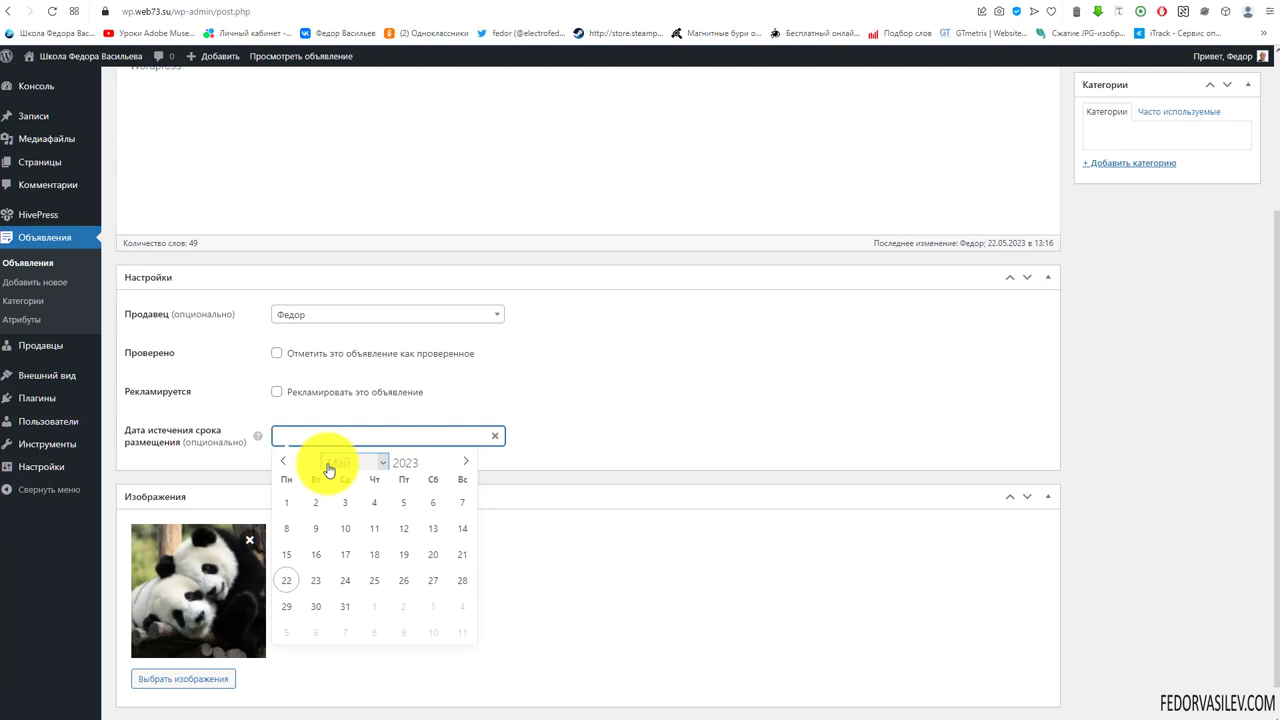 wp.web73.su/wp-admin/post.php
Школа Федора Вас...
Уроки Adobe Muse...
Личный кабинет -...
Федор Васильев
(2) Одноклассники
fedor (@electrofed...
http://store.steamp...
Магнитные бури о...
Бесплатный онлай...
Подбор слов
GTmetrix | Website...
Сжатие JPG-изобр...
iTrack - Сервис оп...
Школа Федора Васильева
0
Добавить
Просмотреть объявления
Привет, Федор
Wordpress.
Консоль
Записи
Медиафайлы
Страницы
Комментарии
HivePress
Объявления
Объявления
Добавить новое
Категории
Атрибуты
Продавцы
Внешний вид
Плагины
Пользователи
Инструменты
Настройки
Свернуть меню
Количество слов: 49
Последнее изменение: Федор; 22.05.2023 в 13:16
Настройки
Продавец (опционально)
Федор
Проверено
Отметить это объявление как проверенное
Рекламируется
Рекламировать это объявление
Дата истечения срока
размещения (опционально)
Май 2023
Пн Вт Ср Чт Пт Сб Вс
1 2 3 4 5 6 7
8 9 10 11 12 13 14
15 16 17 18 19 20 21
22 23 24 25 26 27 28
29 30 31 1 2 3 4
5 6 7 8 9 10 11
Изображения
Выбрать изображения
Категории
Категории
Часто используемые
+ Добавить категорию
FEDORVASILEV.COM